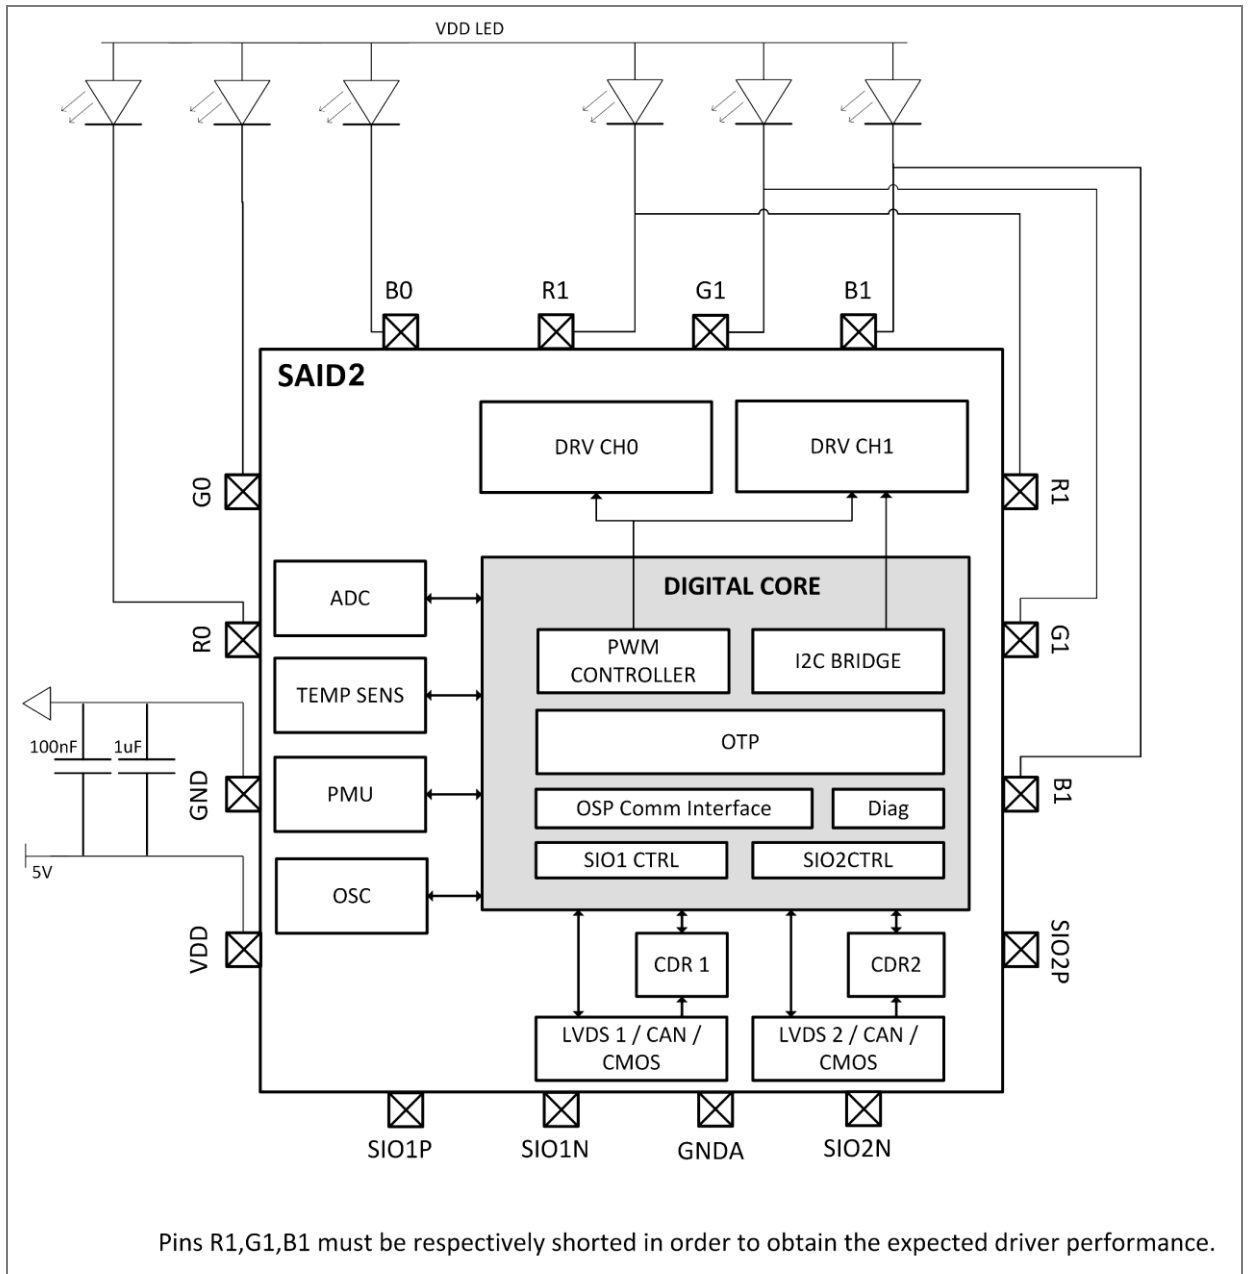 VDD LED
B0
R1
G1
B1
SAID2
DRV CH0
DRV CH1
G0
R1
DIGITAL CORE
ADC
PWM
CONTROLLER
I2C BRIDGE
R0
G1
TEMP SENS
OTP
100nF
1uF
GND
PMU
OSP Comm Interface
Diag
B1
5V
SIO1 CTRL
SIO2CTRL
OSC
VDD
CDR 1
CDR2
SIO2P
LVDS 1 / CAN /
CMOS
LVDS 2 / CAN /
CMOS
SIO1P
SIO1N
GNDA
SIO2N
Pins R1,G1,B1 must be respectively shorted in order to obtain the expected driver performance.